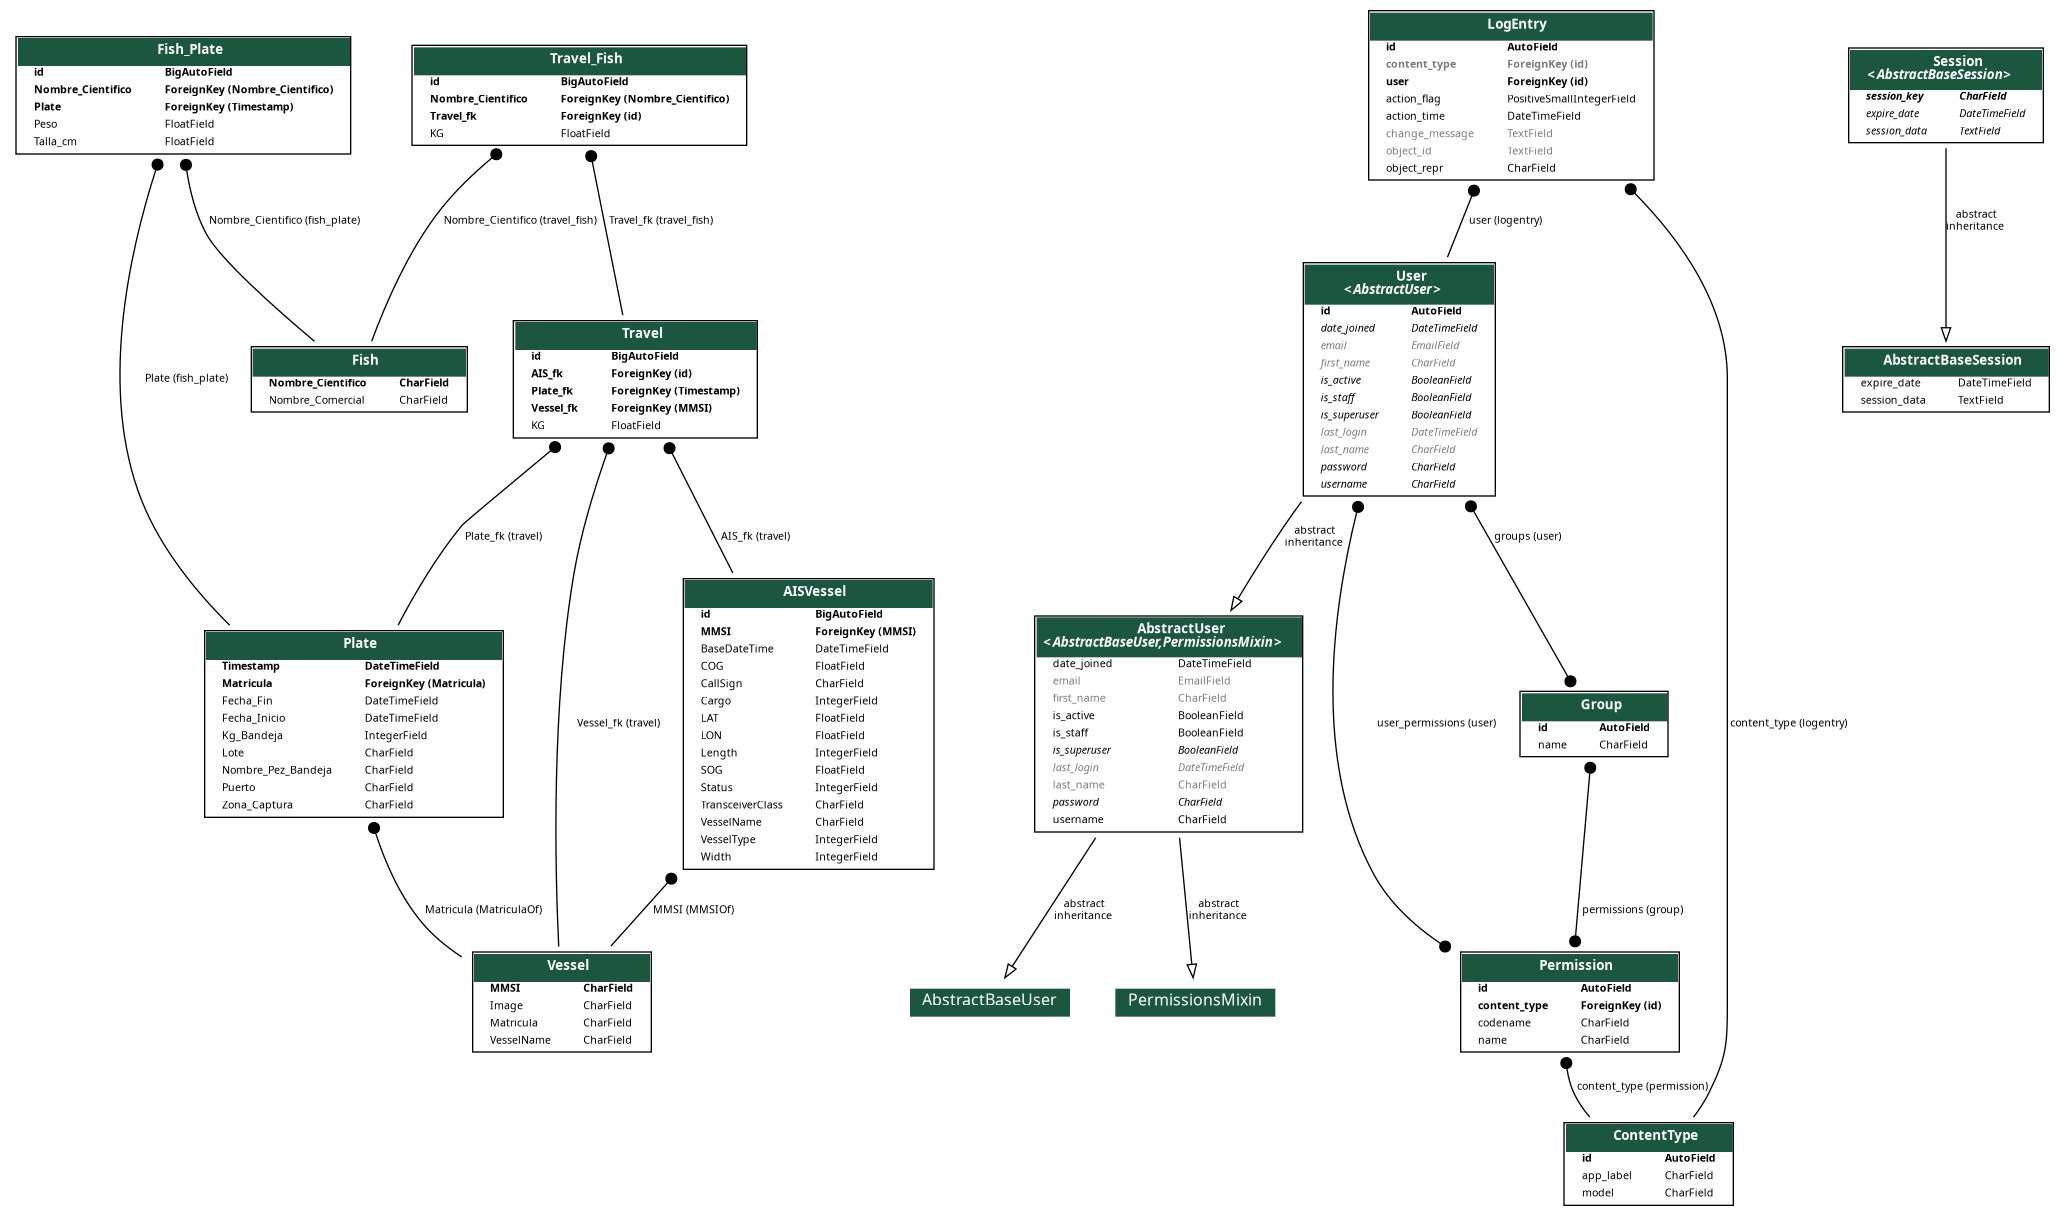 Fish_Plate
id BigAutoField
Nombre_Cientifico ForeignKey (Nombre_Cientifico)
Plate ForeignKey (Timestamp)
Peso FloatField
Talla_cm FloatField
Travel_Fish
id BigAutoField
Nombre_Cientifico ForeignKey (Nombre_Cientifico)
Travel_fk ForeignKey (id)
KG FloatField
LogEntry
id AutoField
content_type ForeignKey (id)
user ForeignKey (id)
action_flag PositiveSmallIntegerField
action_time DateTimeField
change_message TextField
object_id TextField
object_repr CharField
Session
<AbstractBaseSession>
session_key CharField
expire_date DateTimeField
session_data TextField
Nombre_Cientifico (fish_plate)
Nombre_Cientifico (travel_fish)
Travel_fk (travel_fish)
user (logentry)
abstract
inheritance
Fish
Nombre_Cientifico CharField
Nombre_Comercial CharField
Travel
id BigAutoField
AIS_fk ForeignKey (id)
Plate_fk ForeignKey (Timestamp)
Vessel_fk ForeignKey (MMSI)
KG FloatField
User
<AbstractUser>
id AutoField
date_joined DateTimeField
email EmailField
first_name CharField
is_active BooleanField
is_staff BooleanField
is_superuser BooleanField
last_login DateTimeField
last_name CharField
password CharField
username CharField
AbstractBaseSession
expire_date DateTimeField
session_data TextField
Plate (fish_plate)
Plate_fk (travel)
AIS_fk (travel)
abstract
inheritance
groups (user)
Plate
Timestamp DateTimeField
Matricula ForeignKey (Matricula)
Fecha_Fin DateTimeField
Fecha_Inicio DateTimeField
Kg_Bandeja IntegerField
Lote CharField
Nombre_Pez_Bandeja CharField
Puerto CharField
Zona_Captura CharField
Vessel_fk (travel)
AISVessel
id BigAutoField
MMSI ForeignKey (MMSI)
BaseDateTime DateTimeField
COG FloatField
CallSign CharField
Cargo IntegerField
LAT FloatField
LON FloatField
Length IntegerField
SOG FloatField
Status IntegerField
TransceiverClass CharField
VesselName CharField
VesselType IntegerField
Width IntegerField
AbstractUser
<AbstractBaseUser,PermissionsMixin>
date_joined DateTimeField
email EmailField
first_name CharField
is_active BooleanField
is_staff BooleanField
is_superuser BooleanField
last_login DateTimeField
last_name CharField
password CharField
username CharField
user_permissions (user)
Group
id AutoField
name CharField
content_type (logentry)
Matricula (MatriculaOf)
MMSI (MMSIOf)
abstract
inheritance
abstract
inheritance
permissions (group)
Vessel
MMSI CharField
Image CharField
Matricula CharField
VesselName CharField
AbstractBaseUser
PermissionsMixin
Permission
id AutoField
content_type ForeignKey (id)
codename CharField
name CharField
content_type (permission)
ContentType
id AutoField
app_label CharField
model CharField